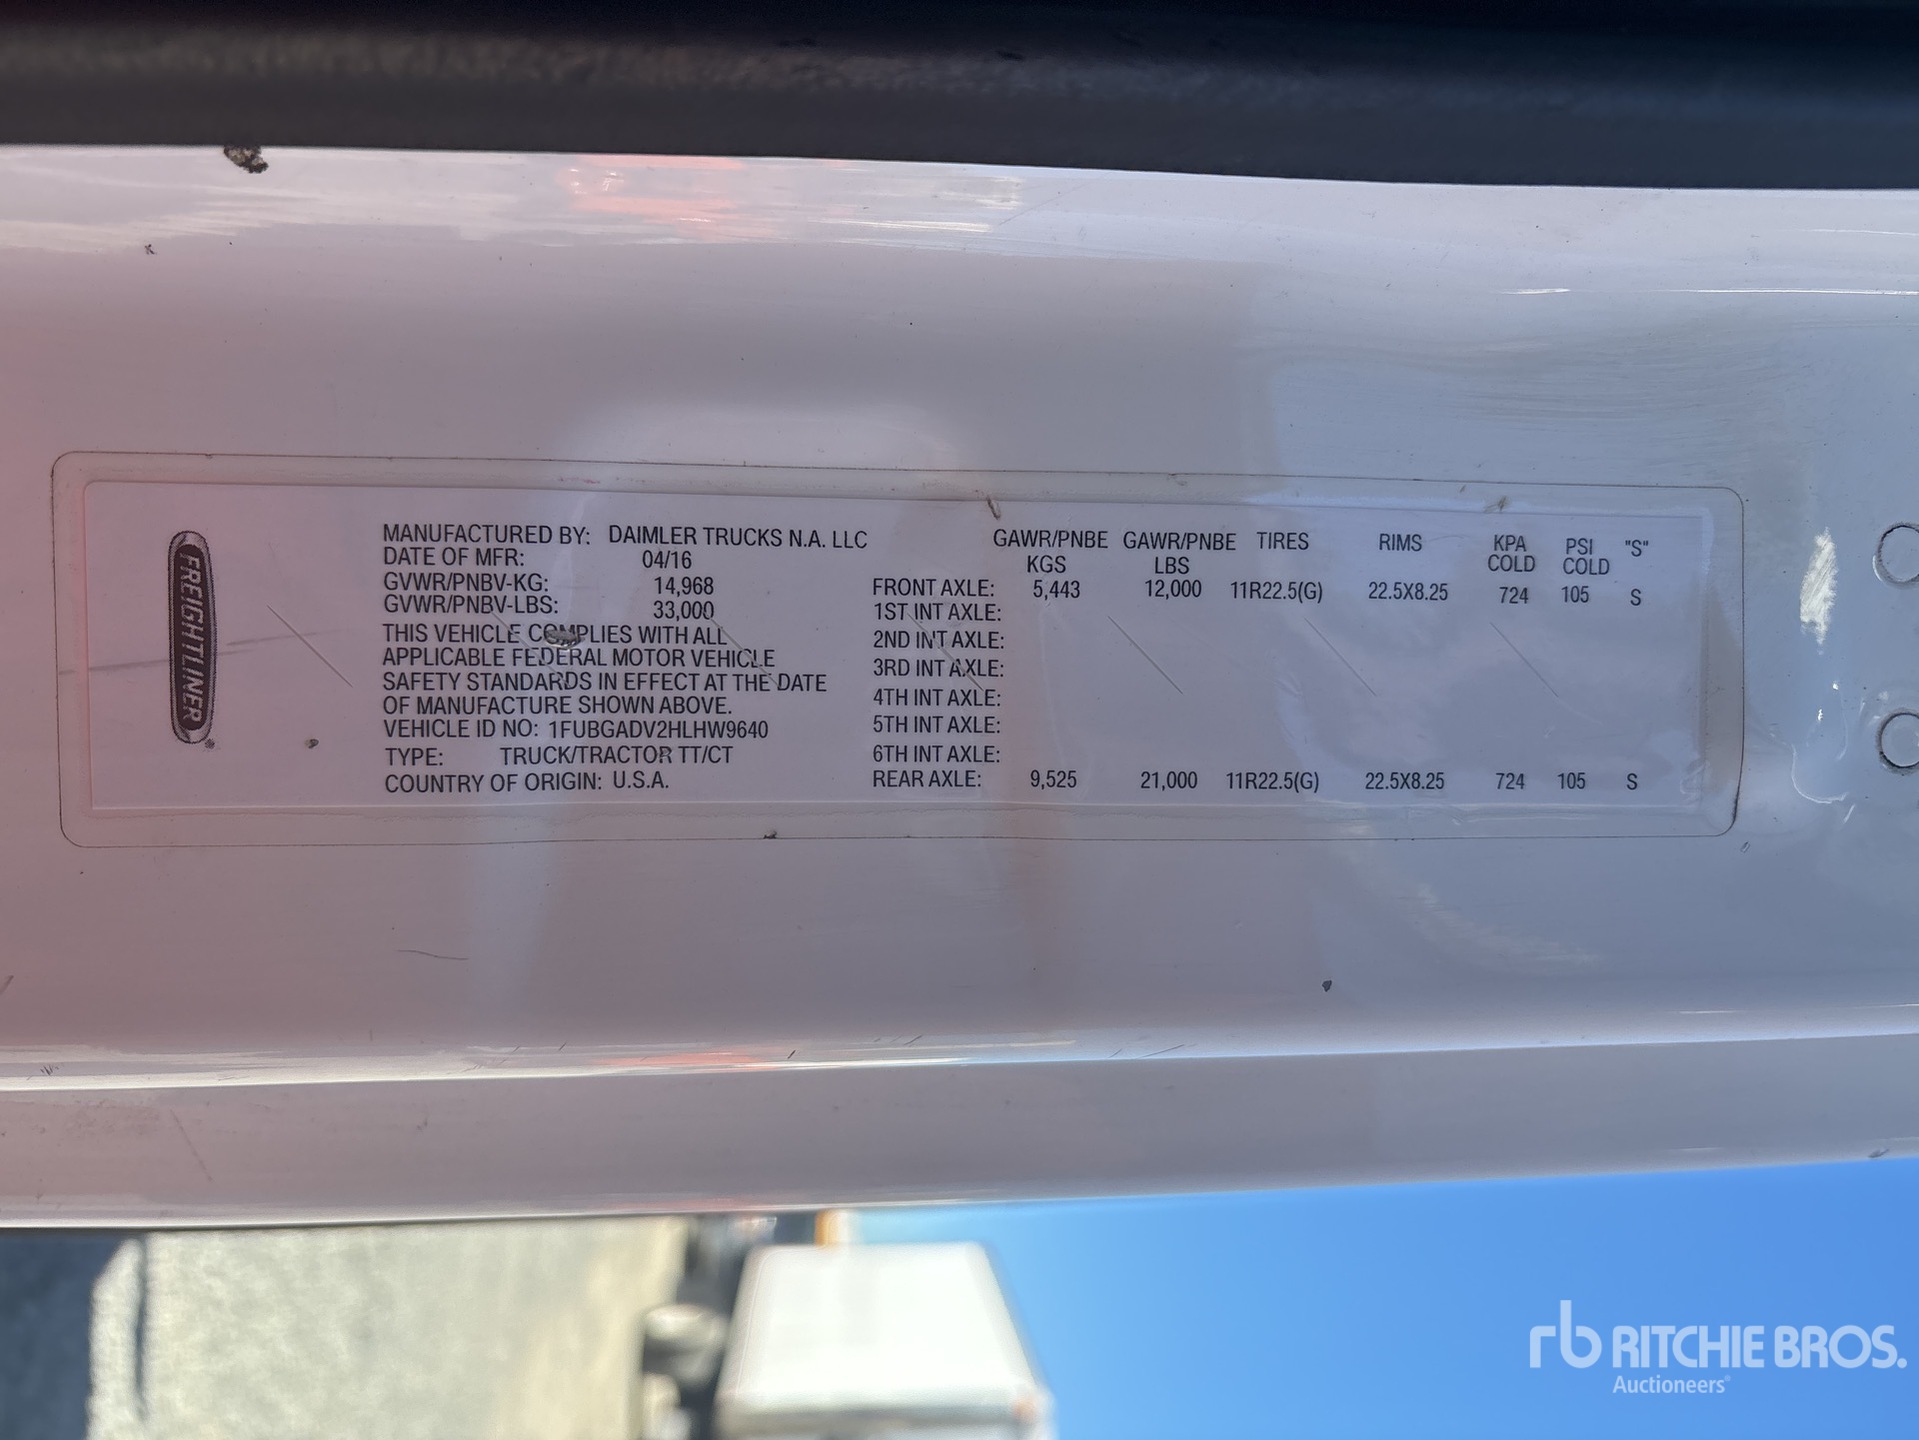 FREIGHTLINER
MANUFACTURED BY: DAIMLER TRUCKS N.A. LLC
DATE OF MFR: 04/16
GVWR/PNBV-KG: 14,968
GVWR/PNBV-LBS: 33,000
THIS VEHICLE COMPLIES WITH ALL
APPLICABLE FEDERAL MOTOR VEHICLE
SAFETY STANDARDS IN EFFECT AT THE DATE
OF MANUFACTURE SHOWN ABOVE.
VEHICLE ID NO: 1FUBGADV2HLHW9640
TYPE: TRUCK/TRACTOR TT/CT
COUNTRY OF ORIGIN: U.S.A.
GAWR/PNBE GAWR/PNBE TIRES RIMS KPA PSI "S"
KGS LBS COLD COLD
FRONT AXLE: 5,443 12,000 11R22.5(G) 22.5X8.25 724 105 S
1ST INT AXLE:
2ND INT AXLE:
3RD INT AXLE:
4TH INT AXLE:
5TH INT AXLE:
6TH INT AXLE:
REAR AXLE: 9,525 21,000 11R22.5(G) 22.5X8.25 724 105 S
rb RITCHIE BROS.
Auctioneers